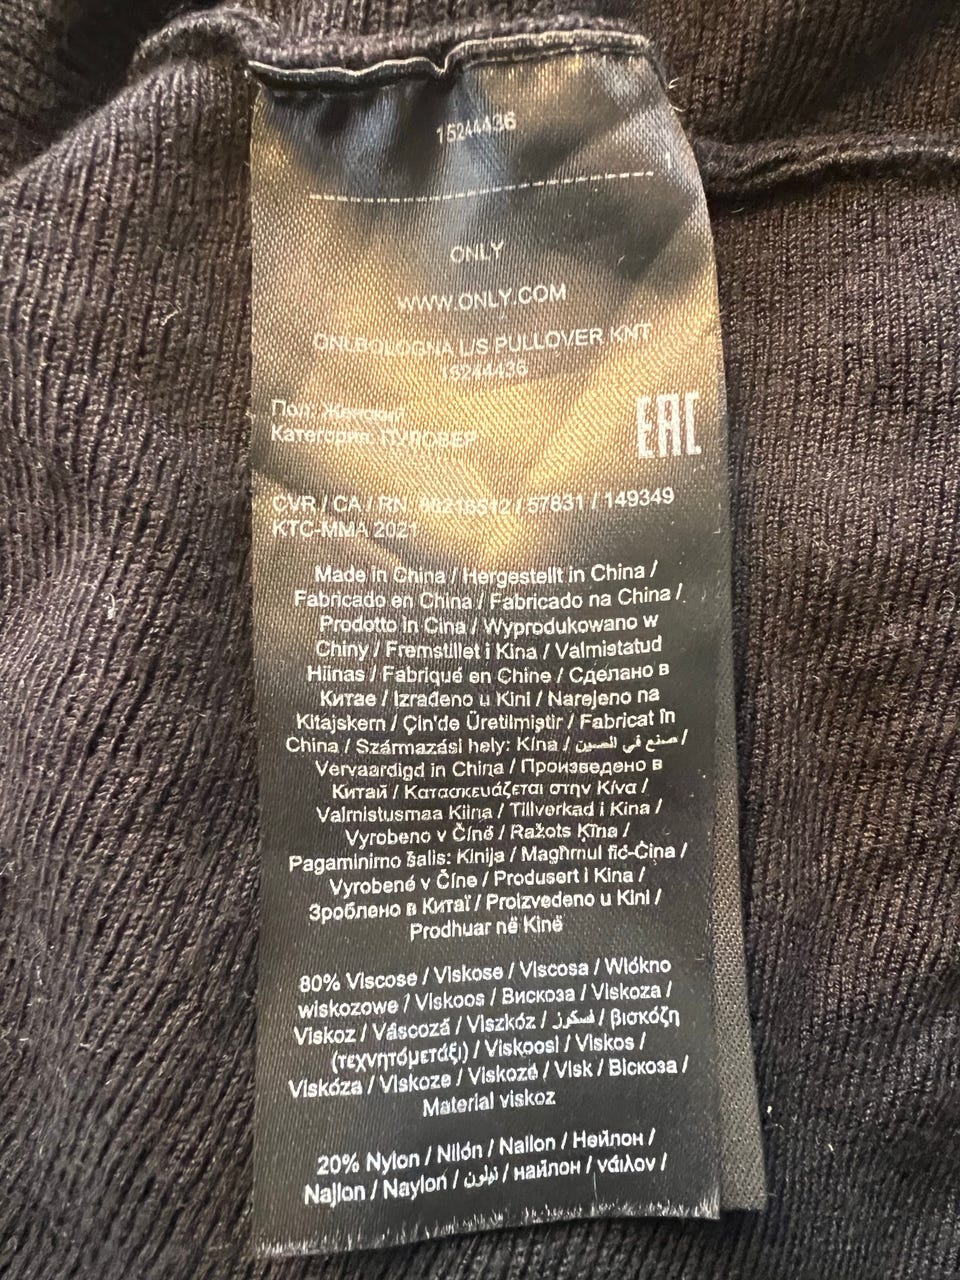 15244436
ONLY
WWW.ONLY.COM
ONLBOLOGNA L/S PULLOVER KNT
15244436
Пол: Женский
Категория: ПУЛОВЕР
EAC
CVR / CA / RN: / 57831 / 149349
KTC-MMA 2021
Made in China / Hergestellt in China /
Fabricado en China / Fabricado na China /
Prodotto in Cina / Wyprodukowano w
Chiny / Fremstillet i Kina / Valmistatud
Hiinas / Fabriqué en Chine / Сделано в
Китае / Izrađeno u Kini / Narejeno na
Kitajskem / Çin'de Üretilmiştir / Fabricat în
China / Származási hely: Kína / صنع في الصين /
Vervaardigd in China / Произведено в
Китай / Κατασκευάζεται στην Κίνα /
Valmistusmaa Kiina / Tillverkad i Kina /
Vyrobeno v Číně / Ražots Ķīna /
Pagaminimo šalis: Kinija / Magħmul fiċ-Ċina /
Vyrobené v Číne / Produsert i Kina /
Зроблено в Китаї / Proizvedeno u Kini /
Prodhuar në Kinë
80% Viscose / Viskose / Viscosa / Włókno
wiskozowe / Viskoos / Вискоза / Viskoza /
Viskoz / Vâscoză / Viszkóz / فسكوز / βισκόζη
(τεχνητόμετάξι) / Viskoosi / Viskos /
Viskóza / Viskoze / Viskozė / Visk / Віскоза /
Material viskoz
20% Nylon / Nilón / Nailon / Нейлон /
Najlon / Naylon / نيلون / найлон / νάιλον /